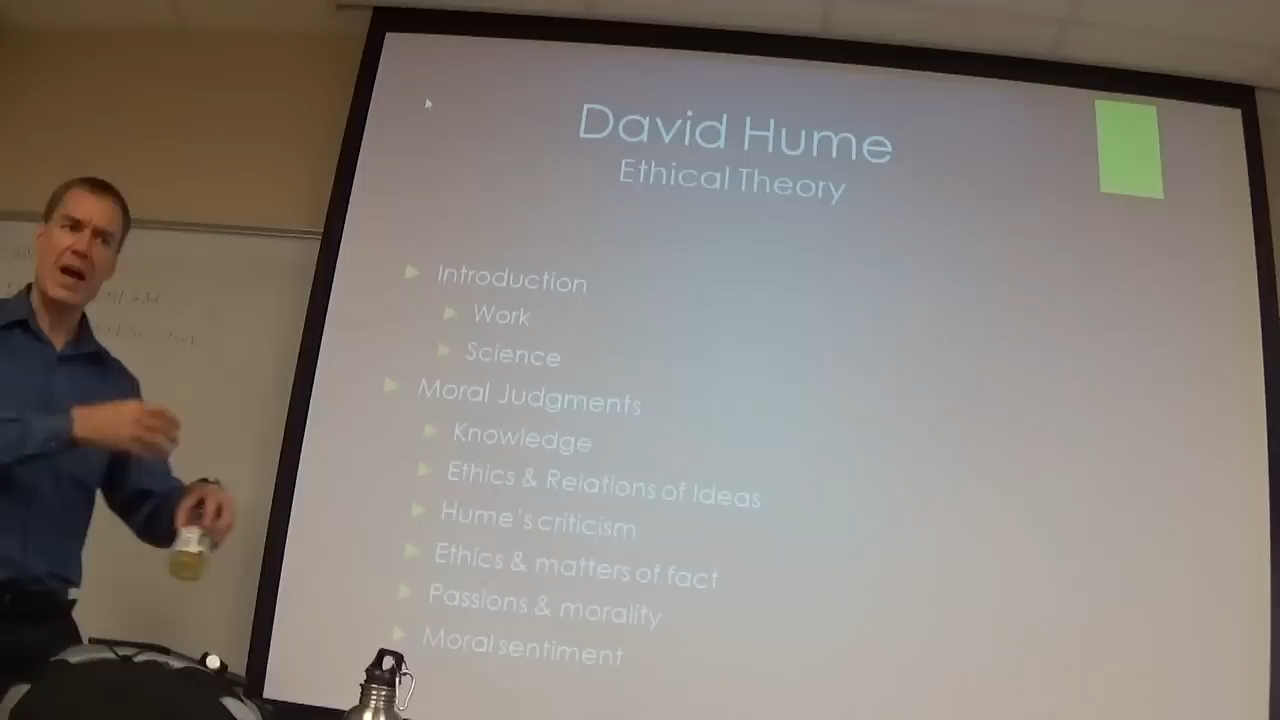 David Hume
Ethical Theory
Introduction
Work
Science
Moral Judgments
Knowledge
Ethics & Relations of Ideas
Hume's criticism
Ethics & matters of fact
Passions & morality
Moral sentiment